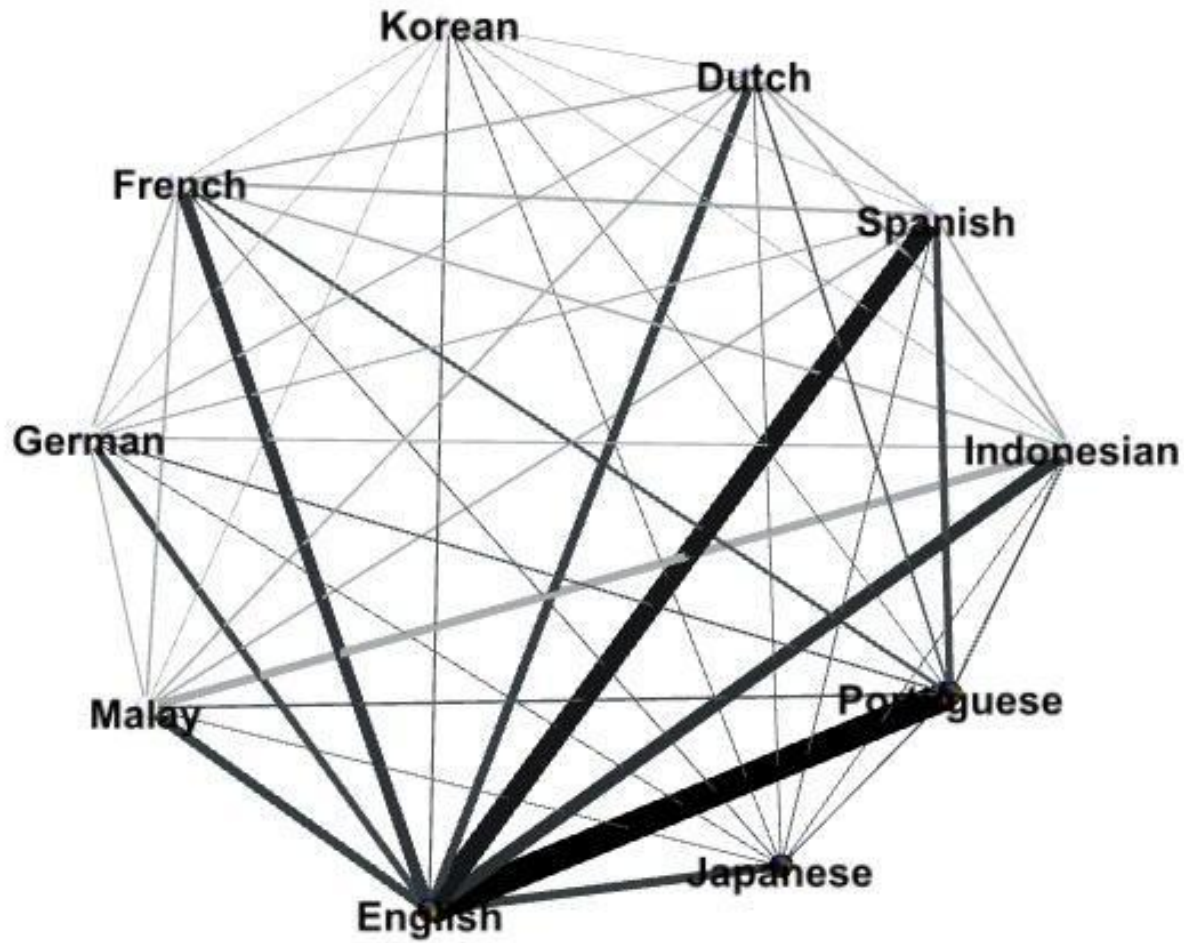 Korean
Dutch
French
Spanish
German
Indonesian
Malay
Portuguese
Japanese
English